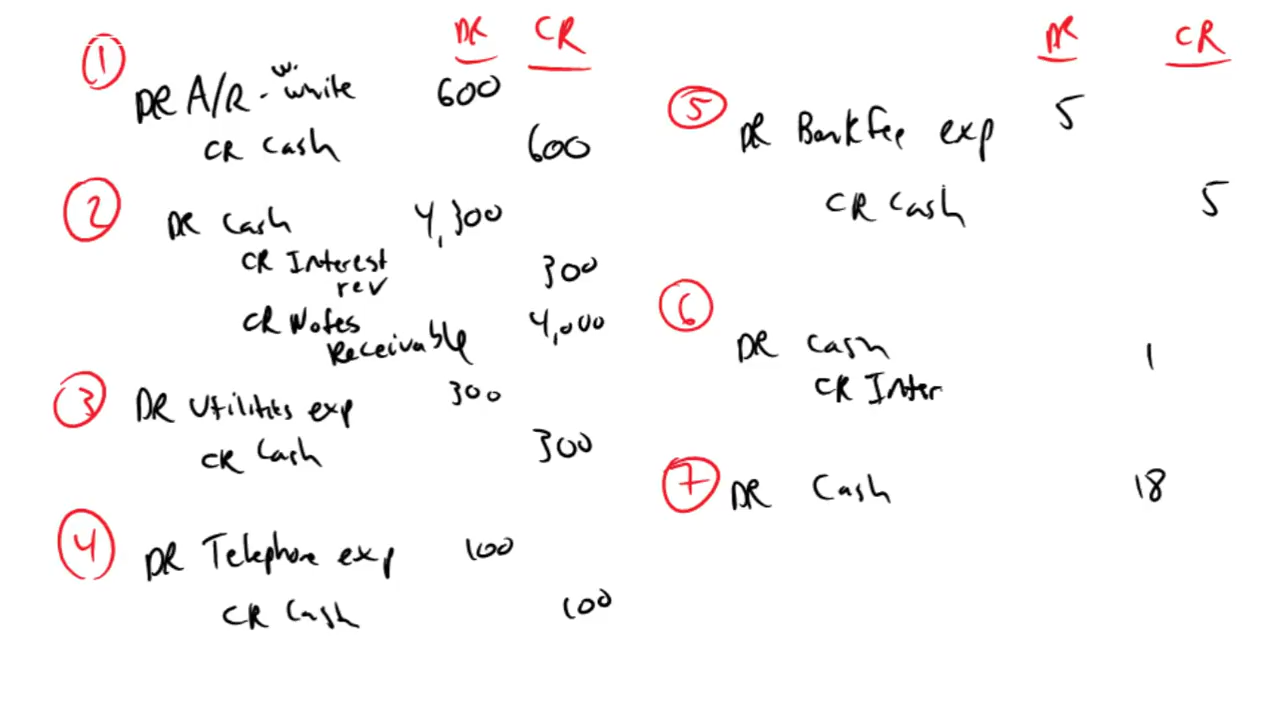 DR CR
① DR A/R - w. white 600
CR Cash 600
② DR Cash 4,300
CR Interest 300
rev
CR Notes 4,000
Receivable
③ DR Utilities exp 300
CR Cash 300
④ DR Telephone exp 100
CR Cash 100
DR CR
⑤ DR Bank Fee exp 5
CR Cash 5
⑥ DR Cash 1
CR Inter
⑦ DR Cash 18